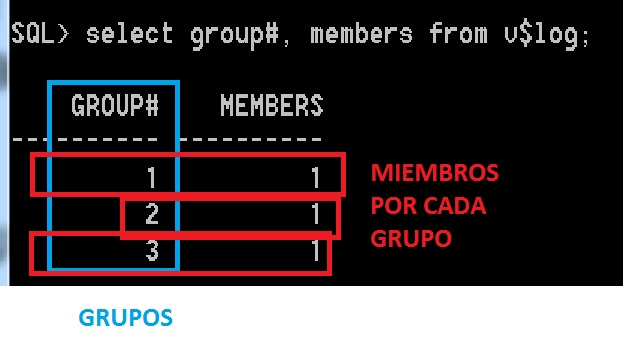 SQL> select group#, members from v$log;
GROUP# MEMBERS
---------- ----------
1 1
2 1
3 1
MIEMBROS
POR CADA
GRUPO
GRUPOS